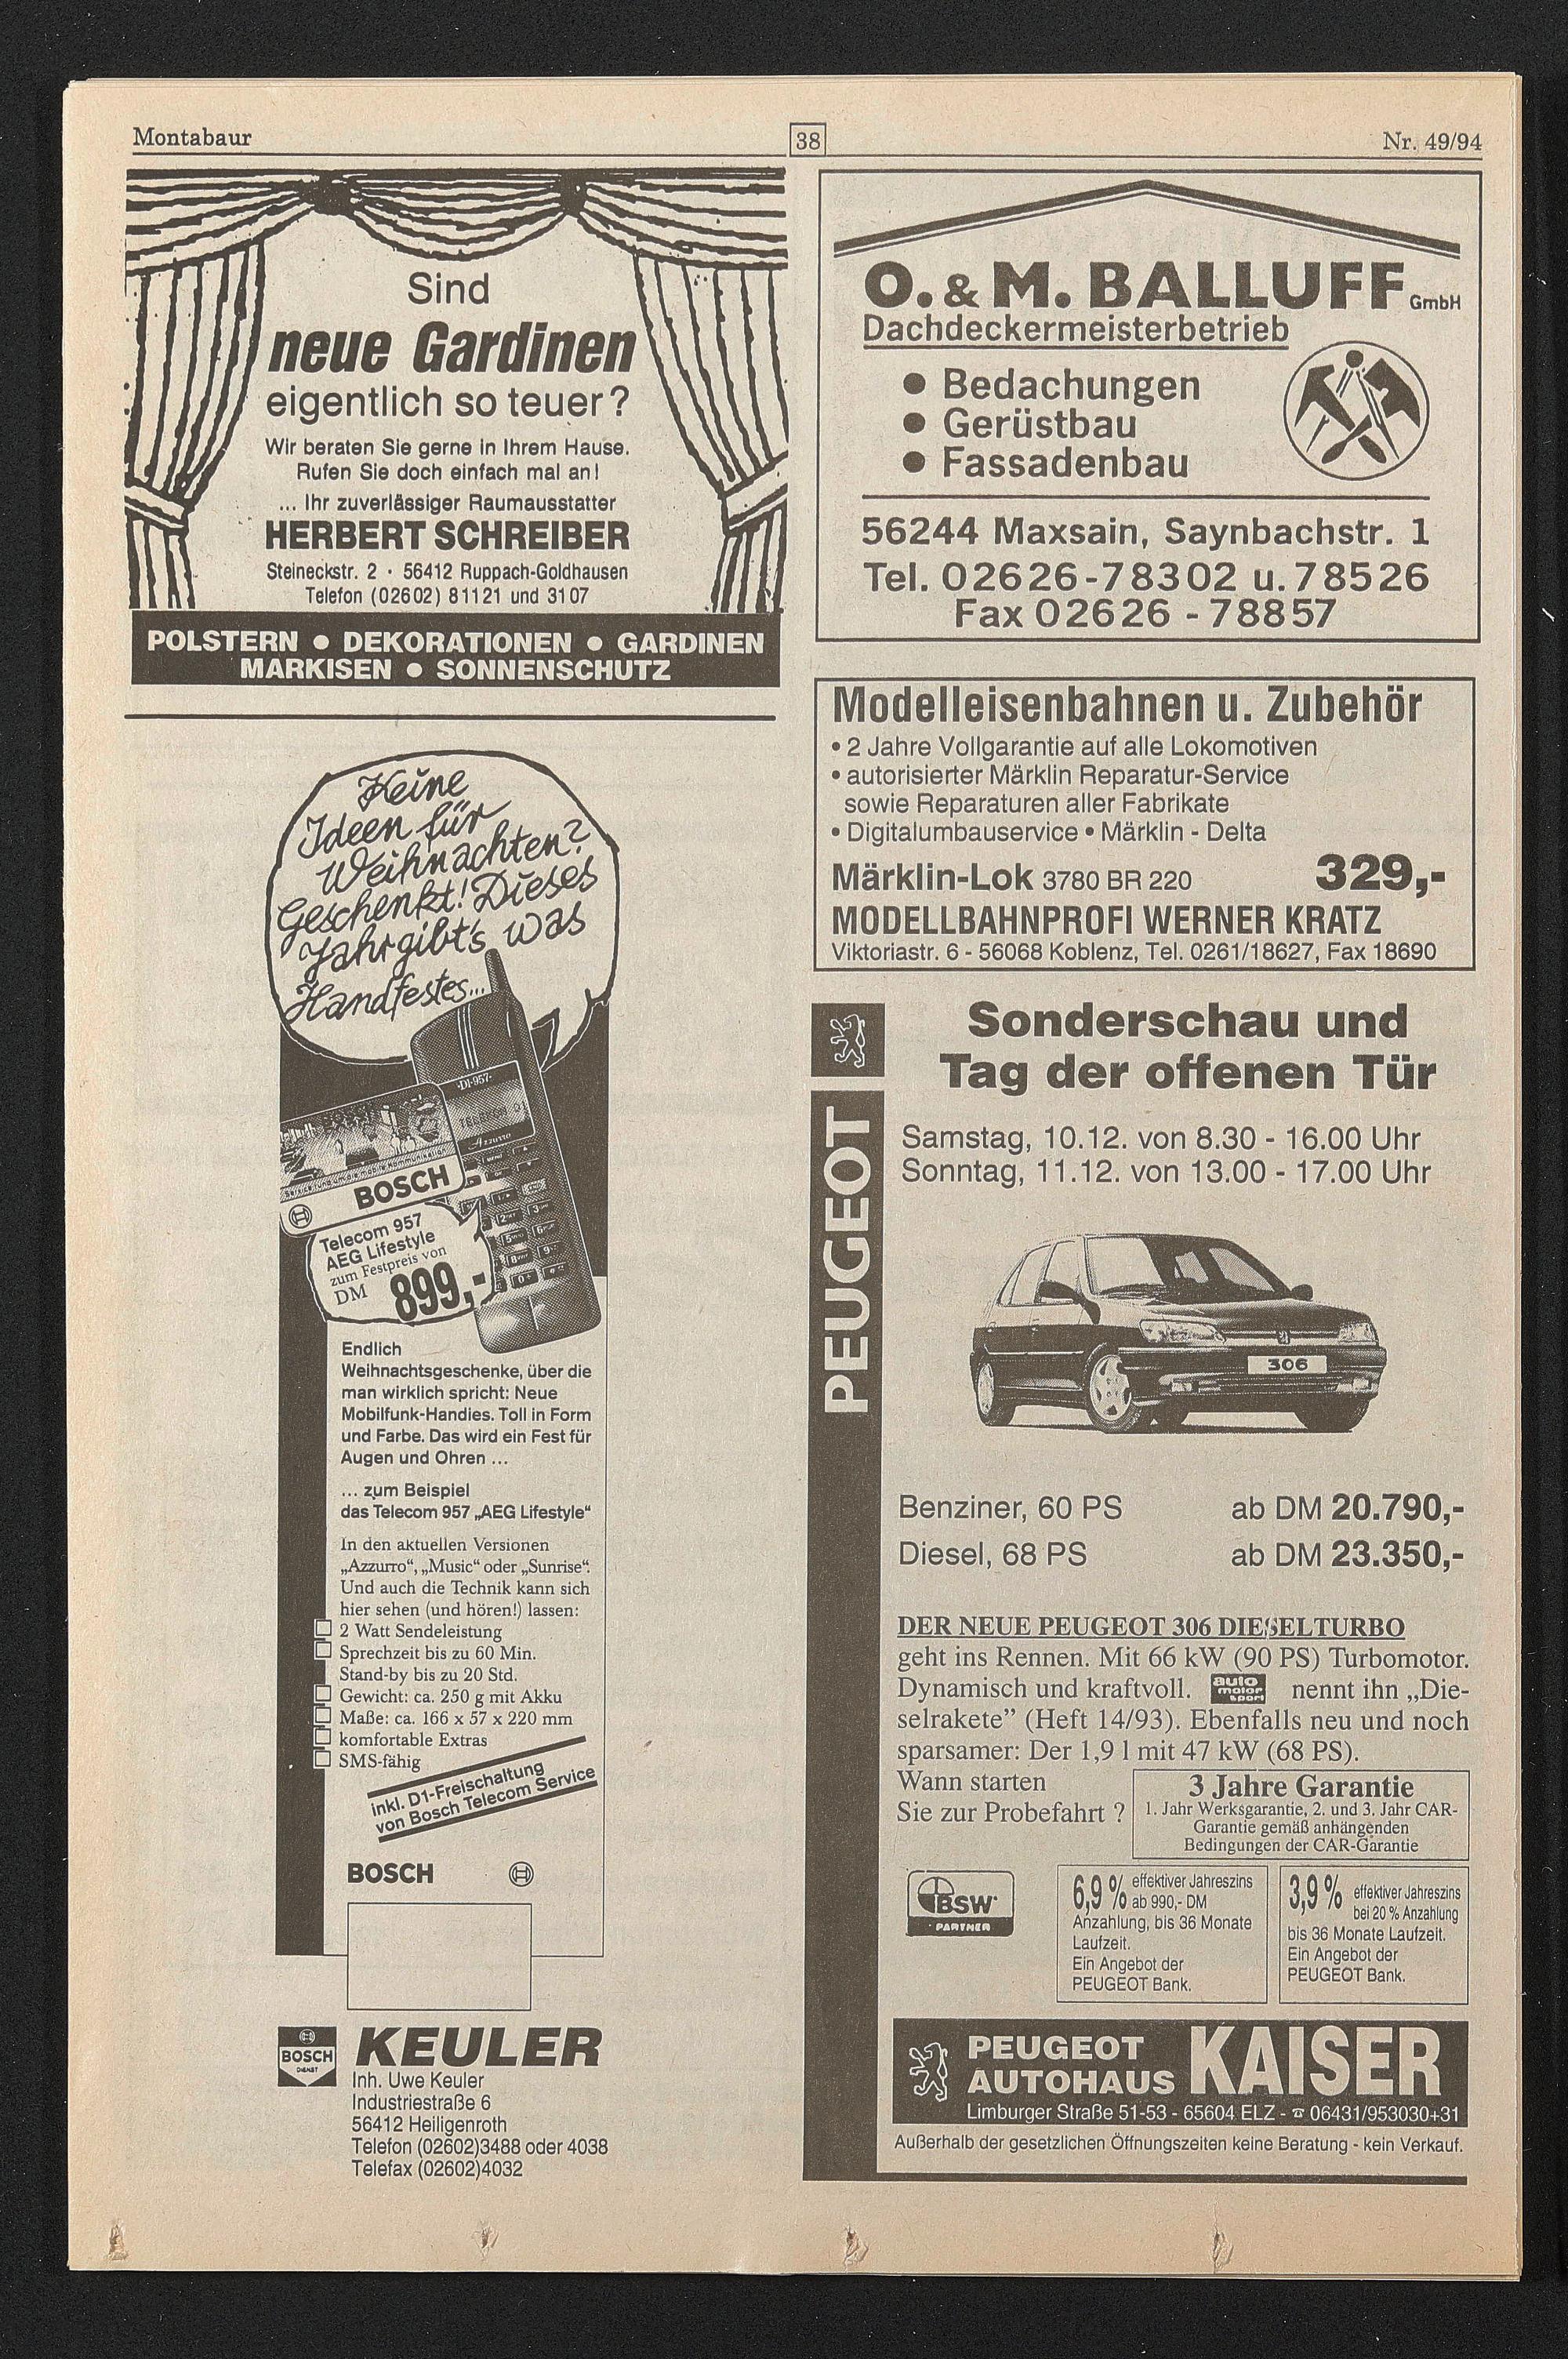 Montabaur
38
Nr. 49/94
Sind
neue Gardinen
eigentlich so teuer?
Wir beraten Sie gerne in Ihrem Hause.
Rufen Sie doch einfach mal an!
... Ihr zuverlässiger Raumausstatter
HERBERT SCHREIBER
Steineckstr. 2 · 56412 Ruppach-Goldhausen
Telefon (02602) 81121 und 3107
POLSTERN ● DEKORATIONEN ● GARDINEN
MARKISEN ● SONNENSCHUTZ
Keine
Ideen für
Weihnachten?
Geschenkt! Dieses
Jahr gibt's was
Handfestes...
-D1-957-
TELEKOM D1
Azzurro
BOSCH
Telecom 957
AEG Lifestyle
zum Festpreis von
DM 899,-
Endlich
Weihnachtsgeschenke, über die
man wirklich spricht: Neue
Mobilfunk-Handies. Toll in Form
und Farbe. Das wird ein Fest für
Augen und Ohren ...
... zum Beispiel
das Telecom 957 „AEG Lifestyle“
In den aktuellen Versionen
„Azzurro“, „Music“ oder „Sunrise“.
Und auch die Technik kann sich
hier sehen (und hören!) lassen:
2 Watt Sendeleistung
Sprechzeit bis zu 60 Min.
Stand-by bis zu 20 Std.
Gewicht: ca. 250 g mit Akku
Maße: ca. 166 x 57 x 220 mm
komfortable Extras
SMS-fähig
inkl. D1-Freischaltung
von Bosch Telecom Service
BOSCH
BOSCH
DIENST
KEULER
Inh. Uwe Keuler
Industriestraße 6
56412 Heiligenroth
Telefon (02602)3488 oder 4038
Telefax (02602)4032
O. & M. BALLUFF GmbH
Dachdeckermeisterbetrieb
● Bedachungen
● Gerüstbau
● Fassadenbau
56244 Maxsain, Saynbachstr. 1
Tel. 02626-78302 u. 78526
Fax 02626 - 78857
Modelleisenbahnen u. Zubehör
• 2 Jahre Vollgarantie auf alle Lokomotiven
• autorisierter Märklin Reparatur-Service
sowie Reparaturen aller Fabrikate
• Digitalumbauservice • Märklin - Delta
Märklin-Lok 3780 BR 220 329,-
MODELLBAHNPROFI WERNER KRATZ
Viktoriastr. 6 - 56068 Koblenz, Tel. 0261/18627, Fax 18690
PEUGEOT
Sonderschau und
Tag der offenen Tür
Samstag, 10.12. von 8.30 - 16.00 Uhr
Sonntag, 11.12. von 13.00 - 17.00 Uhr
306
Benziner, 60 PS ab DM 20.790,-
Diesel, 68 PS ab DM 23.350,-
DER NEUE PEUGEOT 306 DIESELTURBO
geht ins Rennen. Mit 66 kW (90 PS) Turbomotor.
Dynamisch und kraftvoll. auto motor sport nennt ihn „Die-
selrakete” (Heft 14/93). Ebenfalls neu und noch
sparsamer: Der 1,9 l mit 47 kW (68 PS).
Wann starten
Sie zur Probefahrt ?
3 Jahre Garantie
1. Jahr Werksgarantie, 2. und 3. Jahr CAR-
Garantie gemäß anhängenden
Bedingungen der CAR-Garantie
BSW
PARTNER
6,9 % effektiver Jahreszins
ab 990,- DM
Anzahlung, bis 36 Monate
Laufzeit.
Ein Angebot der
PEUGEOT Bank.
3,9 % effektiver Jahreszins
bei 20 % Anzahlung
bis 36 Monate Laufzeit.
Ein Angebot der
PEUGEOT Bank.
PEUGEOT
AUTOHAUS KAISER
Limburger Straße 51-53 - 65604 ELZ - ☎ 06431/953030+31
Außerhalb der gesetzlichen Öffnungszeiten keine Beratung - kein Verkauf.